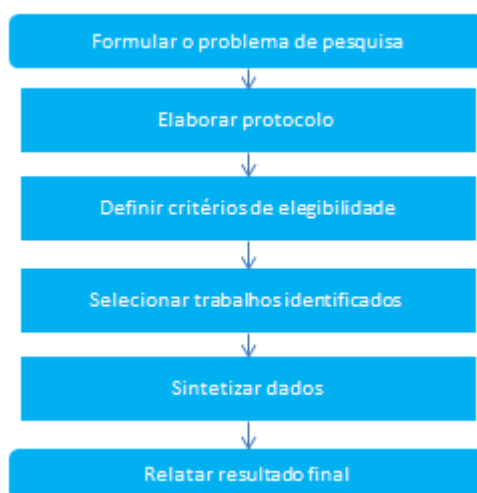 Formular o problema de pesquisa
Elaborar protocolo
Definir critérios de elegibilidade
Selecionar trabalhos identificados
Sintetizar dados
Relatar resultado final